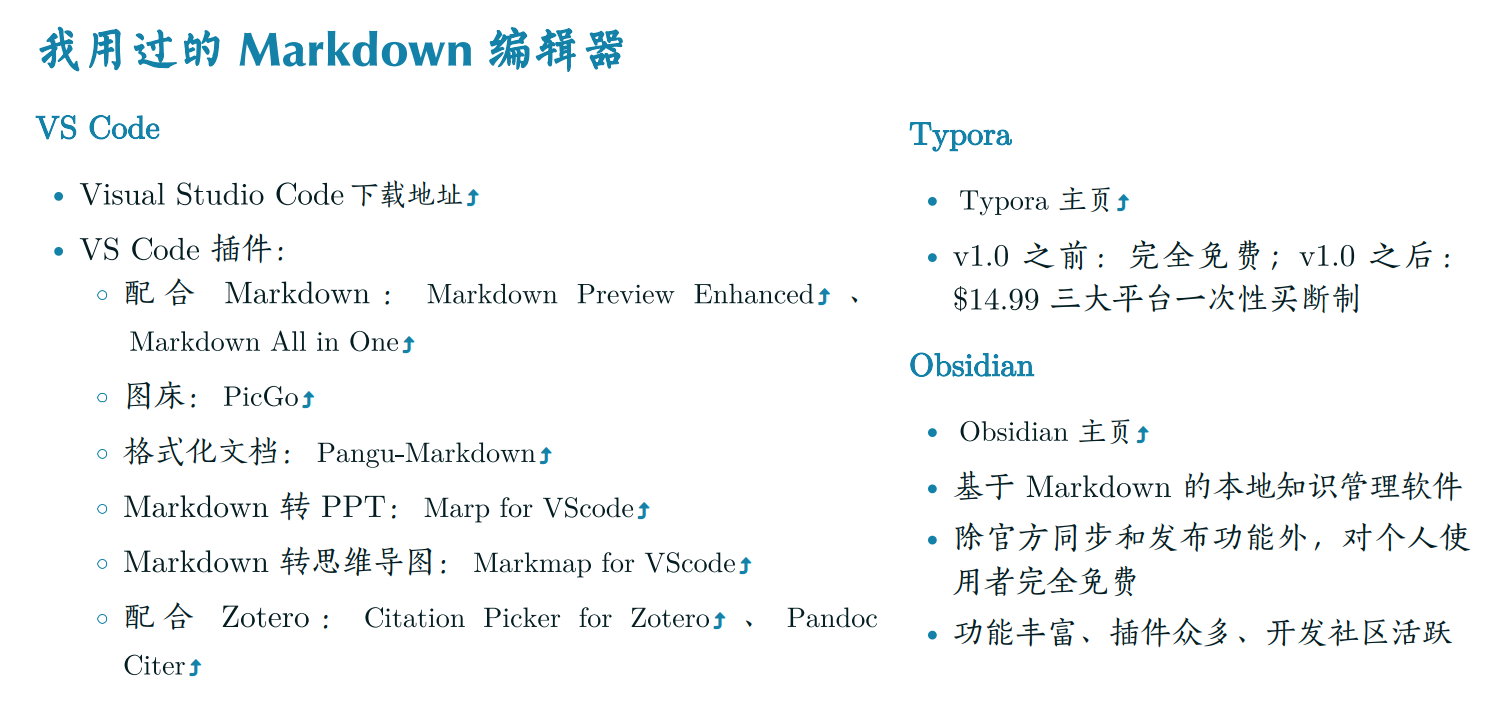 我用过的 Markdown 编辑器
VS Code
• Visual Studio Code 下载地址
• VS Code 插件：
◦ 配合 Markdown：Markdown Preview Enhanced、
Markdown All in One
◦ 图床：PicGo
◦ 格式化文档：Pangu-Markdown
◦ Markdown 转 PPT：Marp for VScode
◦ Markdown 转思维导图：Markmap for VScode
◦ 配合 Zotero：Citation Picker for Zotero、Pandoc
Citer
Typora
• Typora 主页
• v1.0 之前：完全免费；v1.0 之后：
$14.99 三大平台一次性买断制
Obsidian
• Obsidian 主页
• 基于 Markdown 的本地知识管理软件
• 除官方同步和发布功能外，对个人使
用者完全免费
• 功能丰富、插件众多、开发社区活跃